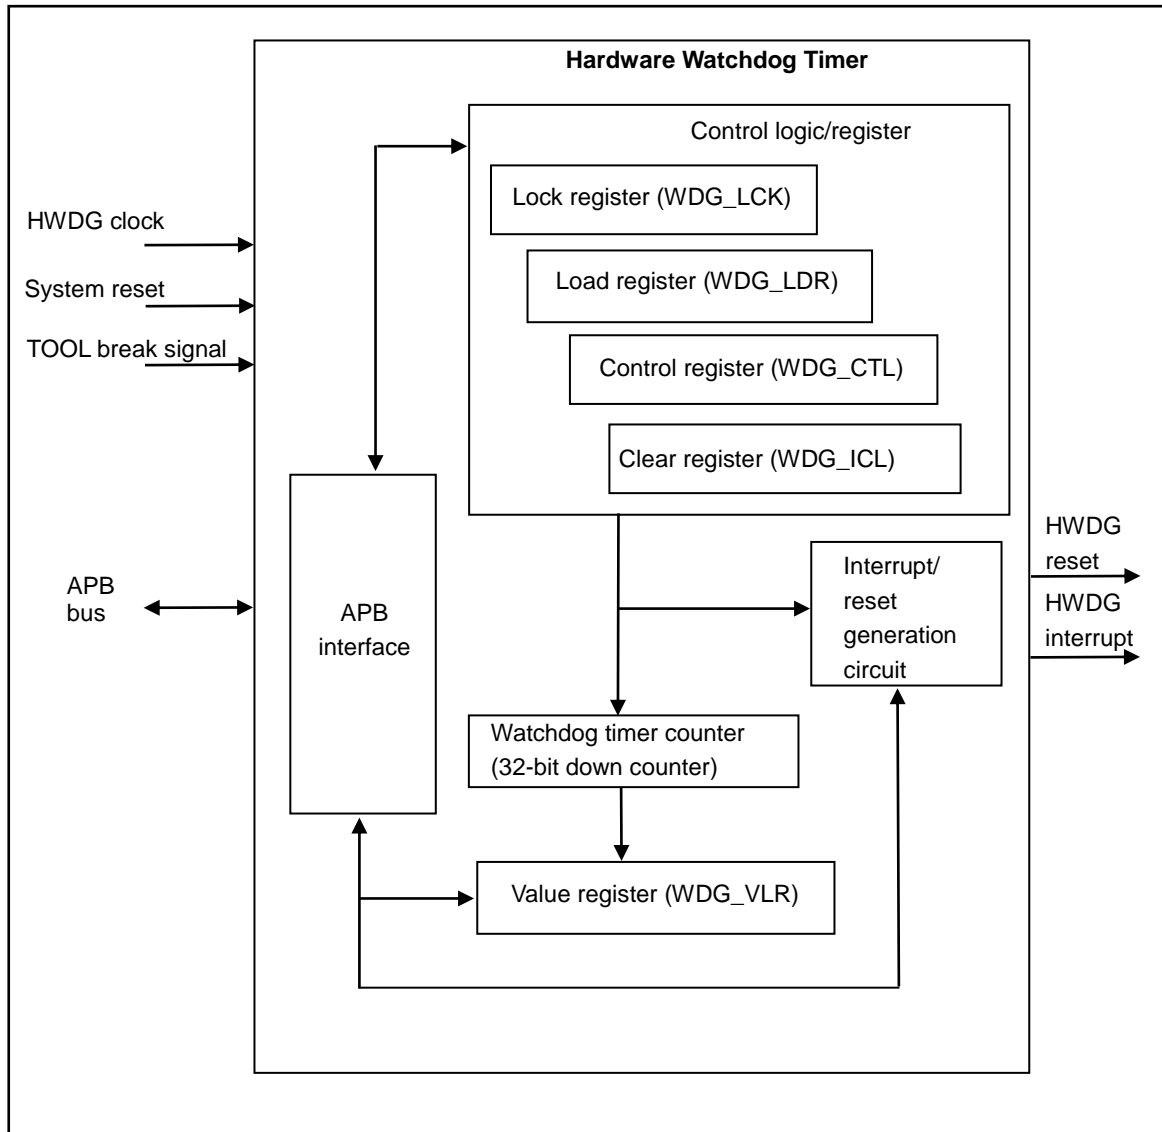 Hardware Watchdog Timer
Control logic/register
Lock register (WDG_LCK)
Load register (WDG_LDR)
Control register (WDG_CTL)
Clear register (WDG_ICL)
HWDG clock
System reset
TOOL break signal
APB
bus
APB
interface
Interrupt/
reset
generation
circuit
HWDG
reset
HWDG
interrupt
Watchdog timer counter
(32-bit down counter)
Value register (WDG_VLR)